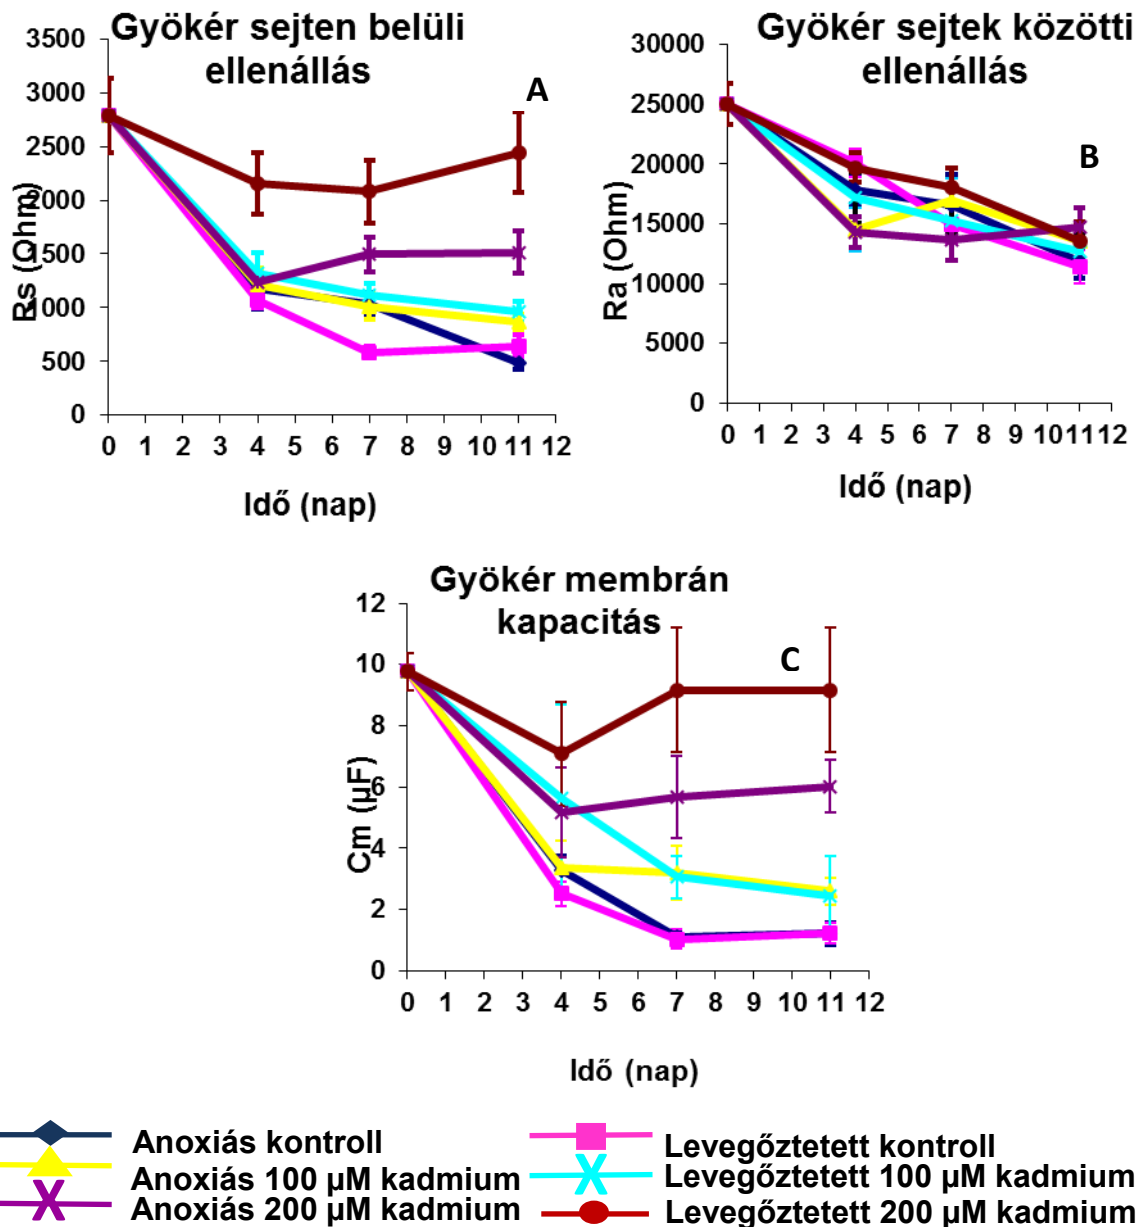 Gyökér sejten belüli
ellenállás
A
3500
3000
2500
2000
1500
1000
500
0
Rs (Ohm)
0 1 2 3 4 5 6 7 8 9 10 11 12
Idő (nap)
Gyökér sejtek közötti
ellenállás
B
30000
25000
20000
15000
10000
5000
0
Ra (Ohm)
0 1 2 3 4 5 6 7 8 9 10 11 12
Idő (nap)
Gyökér membrán
kapacitás
C
12
10
8
6
4
2
0
Cm (µF)
0 1 2 3 4 5 6 7 8 9 10 11 12
Idő (nap)
Anoxiás kontroll
Anoxiás 100 µM kadmium
Anoxiás 200 µM kadmium
Levegőztetett kontroll
Levegőztetett 100 µM kadmium
Levegőztetett 200 µM kadmium